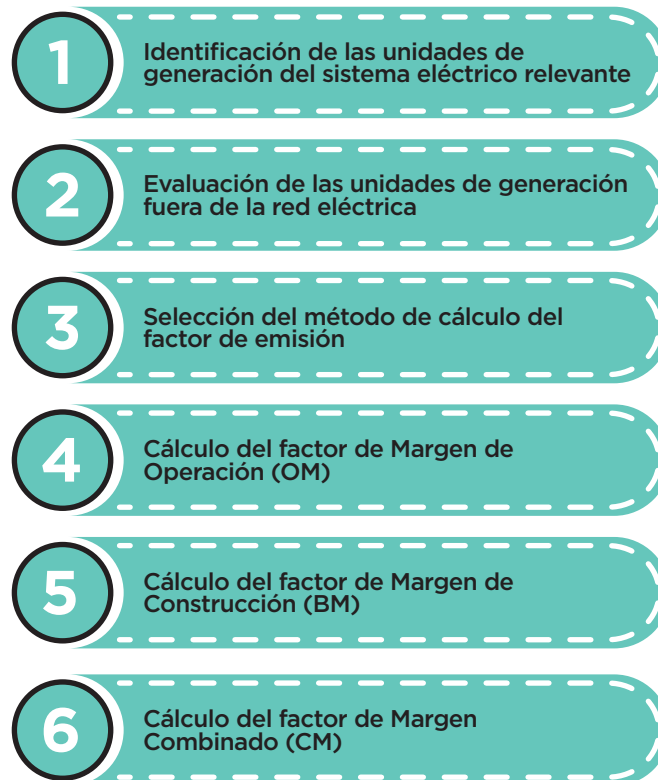 1
Identificación de las unidades de
generación del sistema eléctrico relevante
2
Evaluación de las unidades de generación
fuera de la red eléctrica
3
Selección del método de cálculo del
factor de emisión
4
Cálculo del factor de Margen de
Operación (OM)
5
Cálculo del factor de Margen de
Construcción (BM)
6
Cálculo del factor de Margen
Combinado (CM)